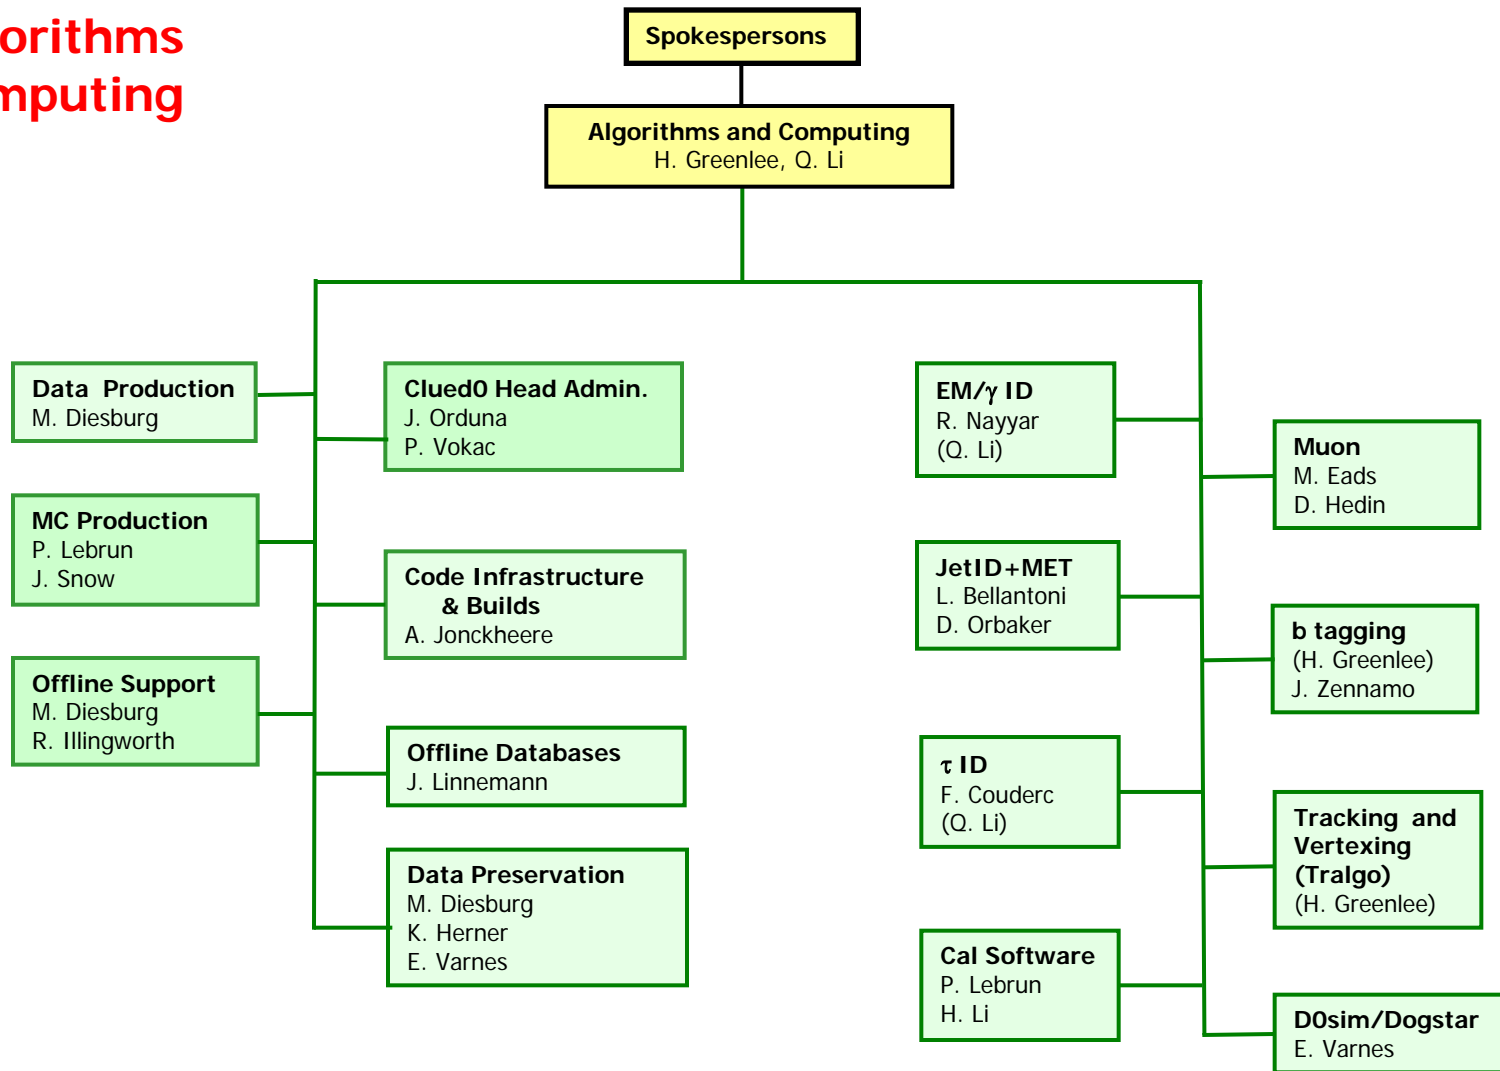 orithms
mputing
Spokespersons
Algorithms and Computing
H. Greenlee, Q. Li
Data Production
M. Diesburg
MC Production
P. Lebrun
J. Snow
Offline Support
M. Diesburg
R. Illingworth
Clued0 Head Admin.
J. Orduna
P. Vokac
Code Infrastructure
& Builds
A. Jonckheere
Offline Databases
J. Linnemann
Data Preservation
M. Diesburg
K. Herner
E. Varnes
EM/γ ID
R. Nayyar
(Q. Li)
JetID+MET
L. Bellantoni
D. Orbaker
τ ID
F. Couderc
(Q. Li)
Cal Software
P. Lebrun
H. Li
Muon
M. Eads
D. Hedin
b tagging
(H. Greenlee)
J. Zennamo
Tracking and
Vertexing
(Tralgo)
(H. Greenlee)
D0sim/Dogstar
E. Varnes